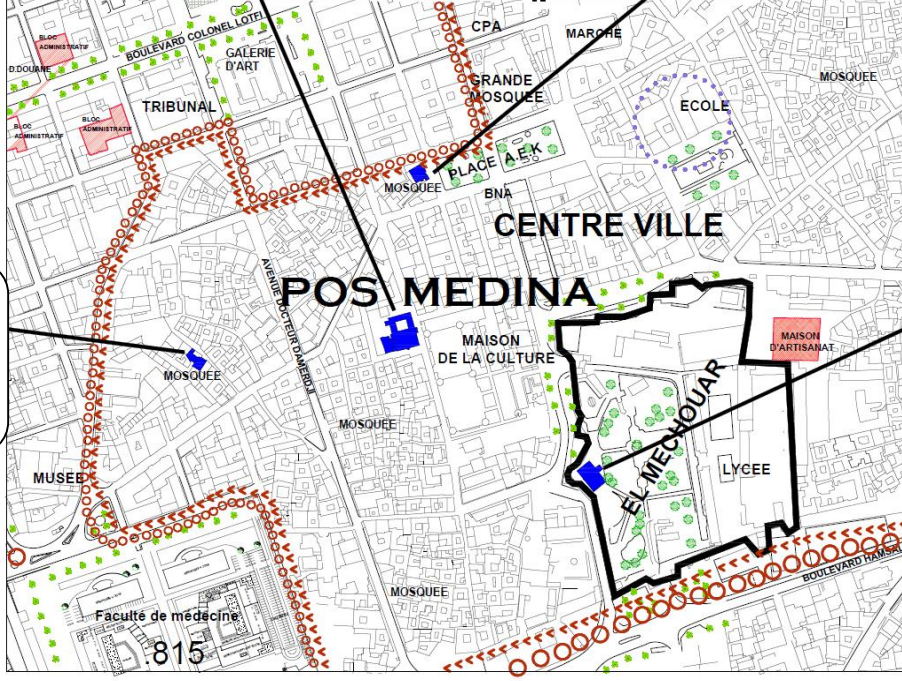 CPA
MARCHE
BOULEVARD COLONEL LOTFI
BLOC
ADMINISTRATIF
GALERIE
D'ART
D.DOUANE
MOSQUEE
GRANDE
MOSQUEE
TRIBUNAL
ECOLE
BLOC
ADMINISTRATIF
BLOC
ADMINISTRATIF
PLACE A.E.K
MOSQUEE
BNA
CENTRE VILLE
AVENUE DOCTEUR DAMERDJI
POS MEDINA
MAISON
DE LA CULTURE
MAISON
D'ARTISANAT
MOSQUEE
EL MECHOUAR
MOSQUEE
LYCEE
MUSEE
BOULEVARD HAMSAL
MOSQUEE
Faculté de médecine
.815